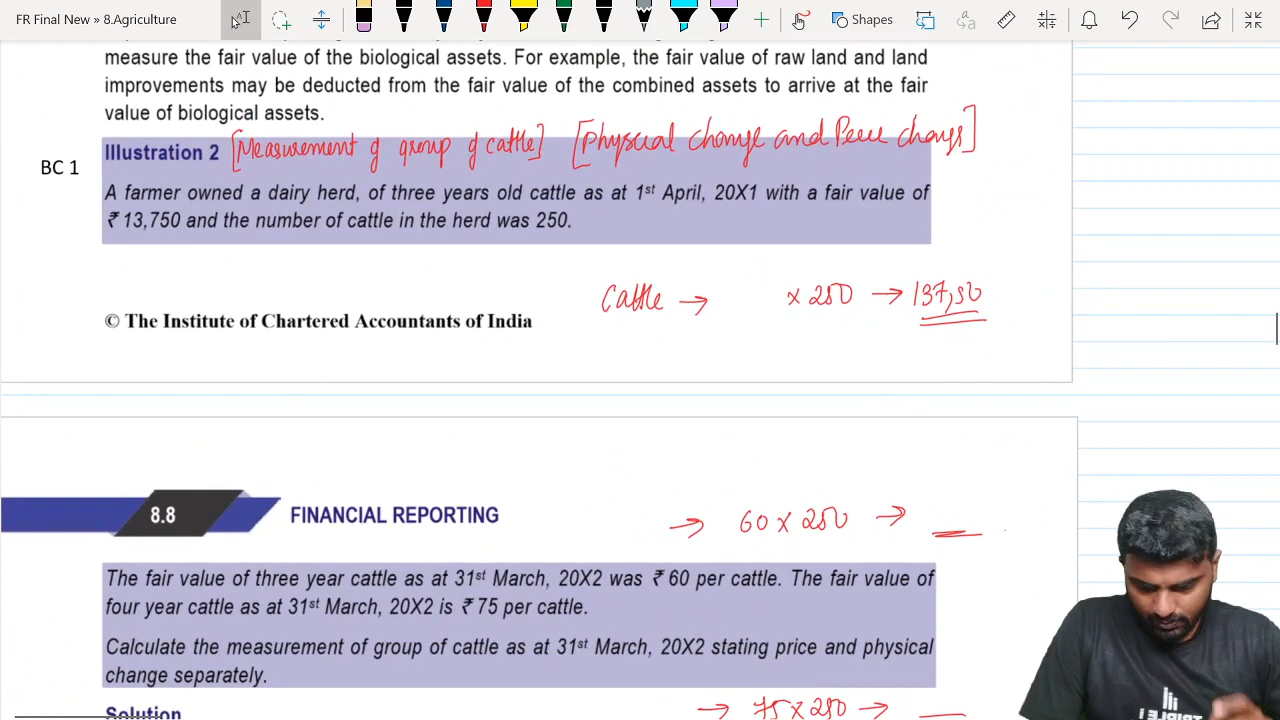 FR Final New » 8.Agriculture
Shapes
measure the fair value of the biological assets. For example, the fair value of raw land and land
improvements may be deducted from the fair value of the combined assets to arrive at the fair
value of biological assets.
BC 1
Illustration 2 [Measurement of group of cattle] [Physical change and Price change]
A farmer owned a dairy herd, of three years old cattle as at 1st April, 20X1 with a fair value of
₹ 13,750 and the number of cattle in the herd was 250.
Cattle → × 250 → 137,50
© The Institute of Chartered Accountants of India
8.8 FINANCIAL REPORTING
→ 60 × 250 →
The fair value of three year cattle as at 31st March, 20X2 was ₹ 60 per cattle. The fair value of
four year cattle as at 31st March, 20X2 is ₹ 75 per cattle.
Calculate the measurement of group of cattle as at 31st March, 20X2 stating price and physical
change separately.
Solution
→ 75 × 250 →